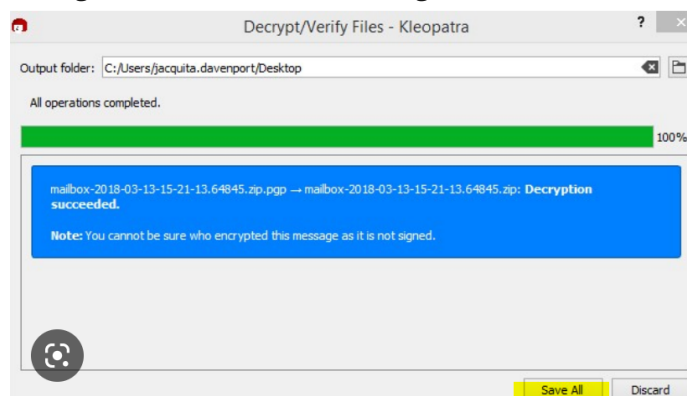 Decrypt/Verify Files - Kleopatra ?
Output folder: C:/Users/jacquita.davenport/Desktop
All operations completed.
100%
mailbox-2018-03-13-15-21-13.64845.zip.pgp → mailbox-2018-03-13-15-21-13.64845.zip: Decryption
succeeded.
Note: You cannot be sure who encrypted this message as it is not signed.
Save All Discard